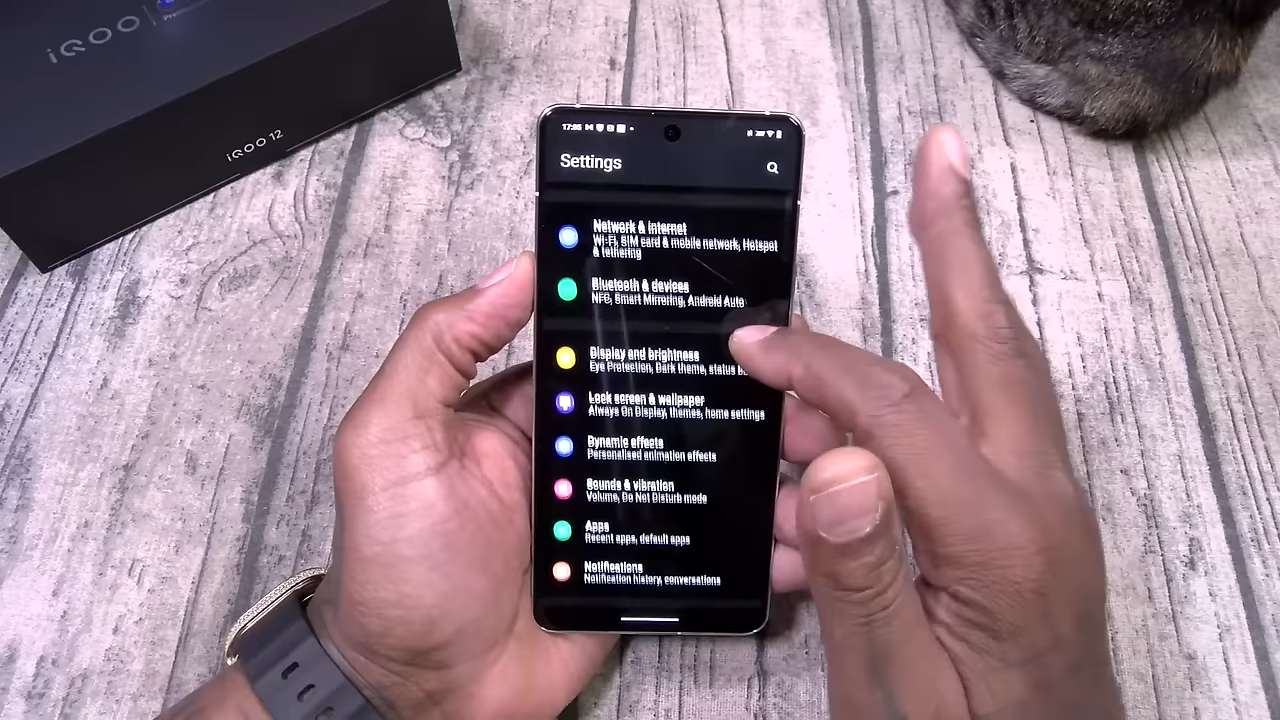 iQOO
iQOO 12
Settings
Network & internet
Wi-Fi, SIM card & mobile network, Hotspot
& tethering
Bluetooth & devices
NFC, Smart Mirroring, Android Auto
Display and brightness
Eye Protection, Dark theme, status
Lock screen & wallpaper
Always On Display, themes, home settings
Dynamic effects
Personalised animation effects
Sounds & vibration
Volume, Do Not Disturb mode
Apps
Recent apps, default apps
Notifications
Notification history, conversations